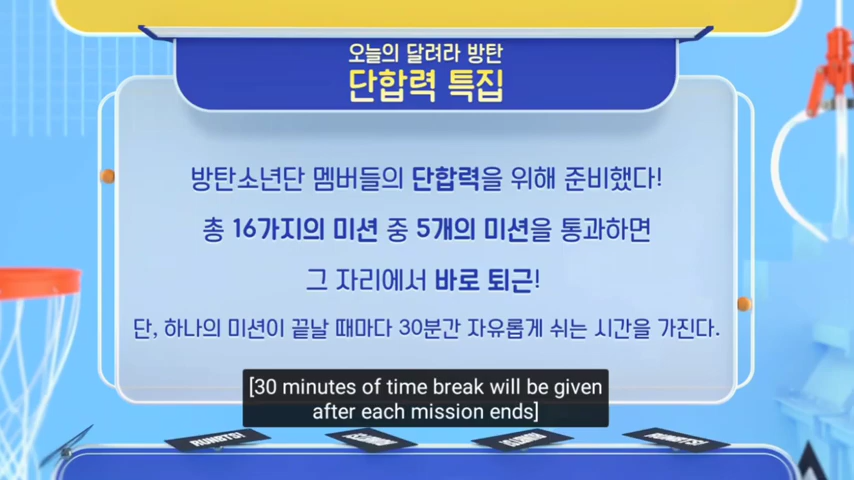 오늘의 달려라 방탄
단합력 특집
방탄소년단 멤버들의 단합력을 위해 준비했다!
총 16가지의 미션 중 5개의 미션을 통과하면
그 자리에서 바로 퇴근!
단, 하나의 미션이 끝날 때마다 30분간 자유롭게 쉬는 시간을 가진다.
[30 minutes of time break will be given
after each mission ends]
RUNBTS!
RUNBTS!